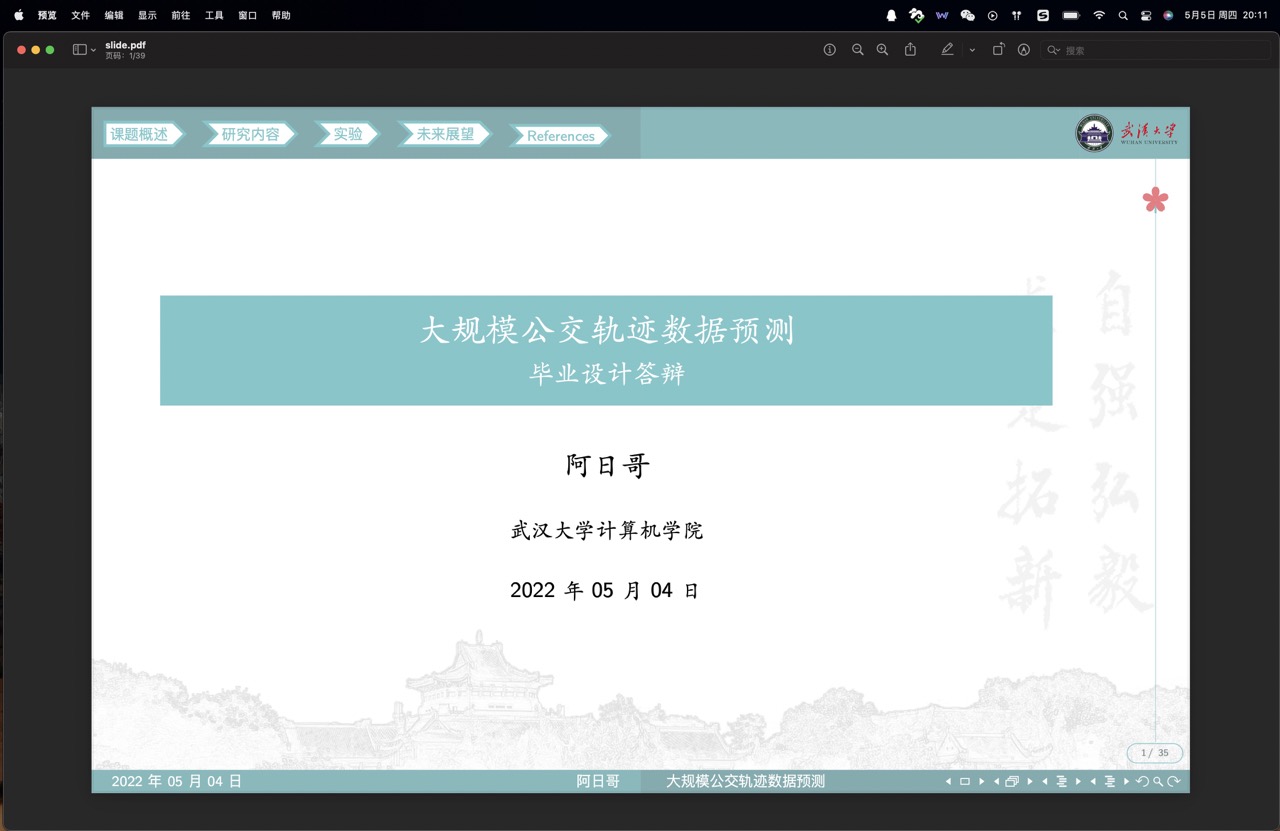 预览 文件 编辑 显示 前往 工具 窗口 帮助
5月5日 周四 20:11
slide.pdf
页码：1/39
搜索
课题概述 研究内容 实验 未来展望 References
武汉大学
WUHAN UNIVERSITY
自强弘毅
是拓新
大规模公交轨迹数据预测
毕业设计答辩
阿日哥
武汉大学计算机学院
2022 年 05 月 04 日
1 / 35
2022 年 05 月 04 日 阿日哥 大规模公交轨迹数据预测